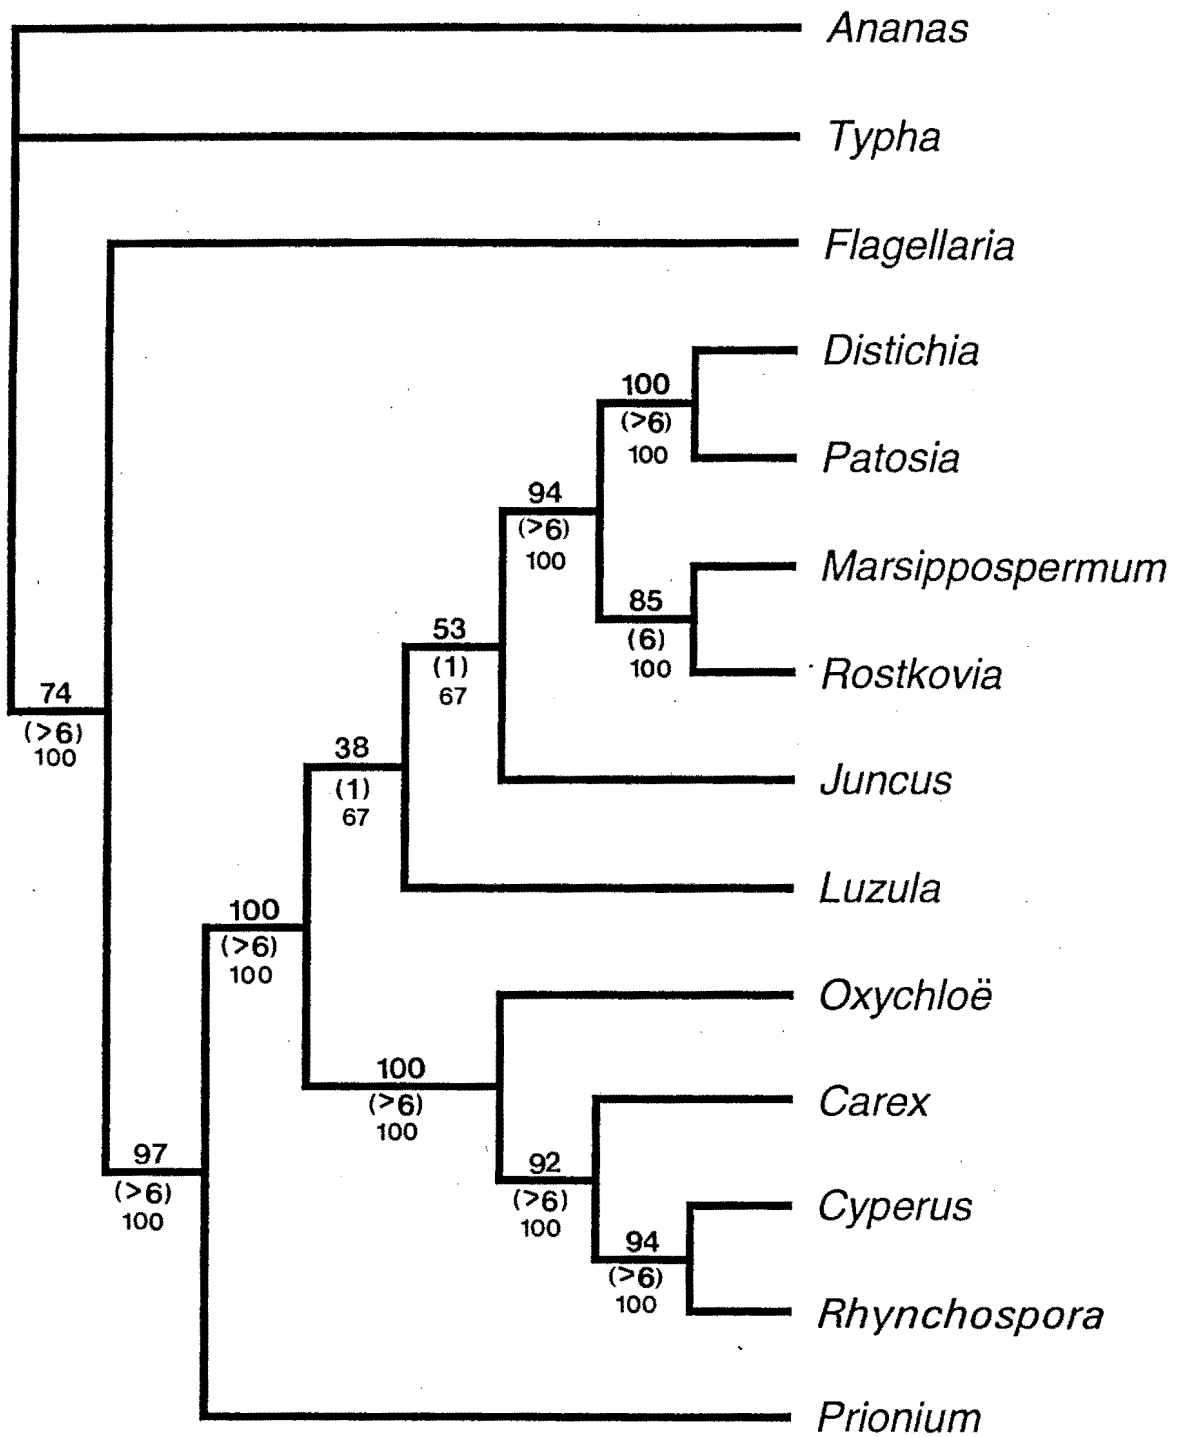 Ananas
Typha
Flagellaria
Distichia
100
(>6)
100
Patosia
94
(>6)
100
Marsippospermum
85
(6)
100
Rostkovia
53
(1)
67
74
(>6)
100
38
(1)
67
Juncus
Luzula
100
(>6)
100
Oxychloë
100
(>6)
100
Carex
97
(>6)
100
92
(>6)
100
Cyperus
94
(>6)
100
Rhynchospora
Prionium